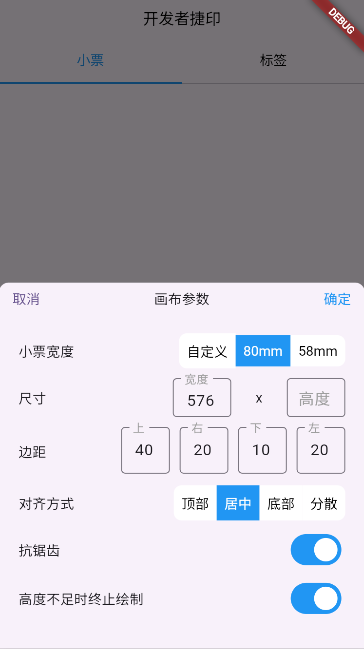 开发者捷印
DEBUG
小票
标签
取消
画布参数
确定
小票宽度
自定义
80mm
58mm
尺寸
宽度
576
x
高度
边距
上
40
右
20
下
10
左
20
对齐方式
顶部
居中
底部
分散
抗锯齿
高度不足时终止绘制